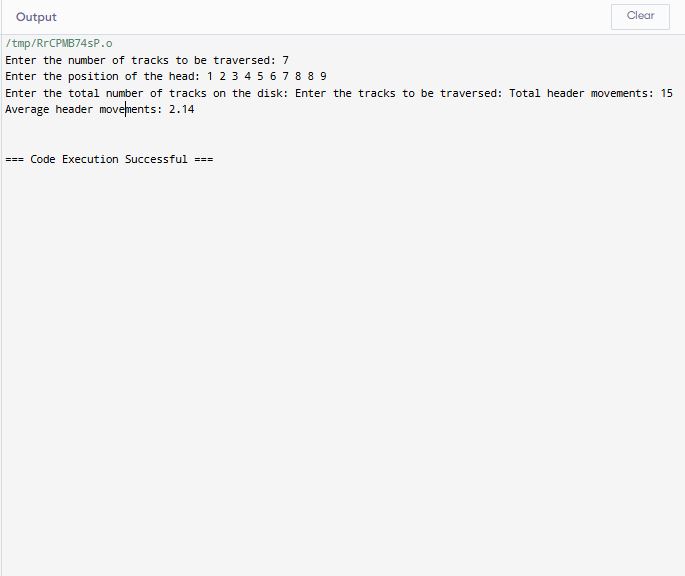 Output
Clear
/tmp/RrCPMB74sP.o
Enter the number of tracks to be traversed: 7
Enter the position of the head: 1 2 3 4 5 6 7 8 8 9
Enter the total number of tracks on the disk: Enter the tracks to be traversed: Total header movements: 15
Average header movements: 2.14
=== Code Execution Successful ===